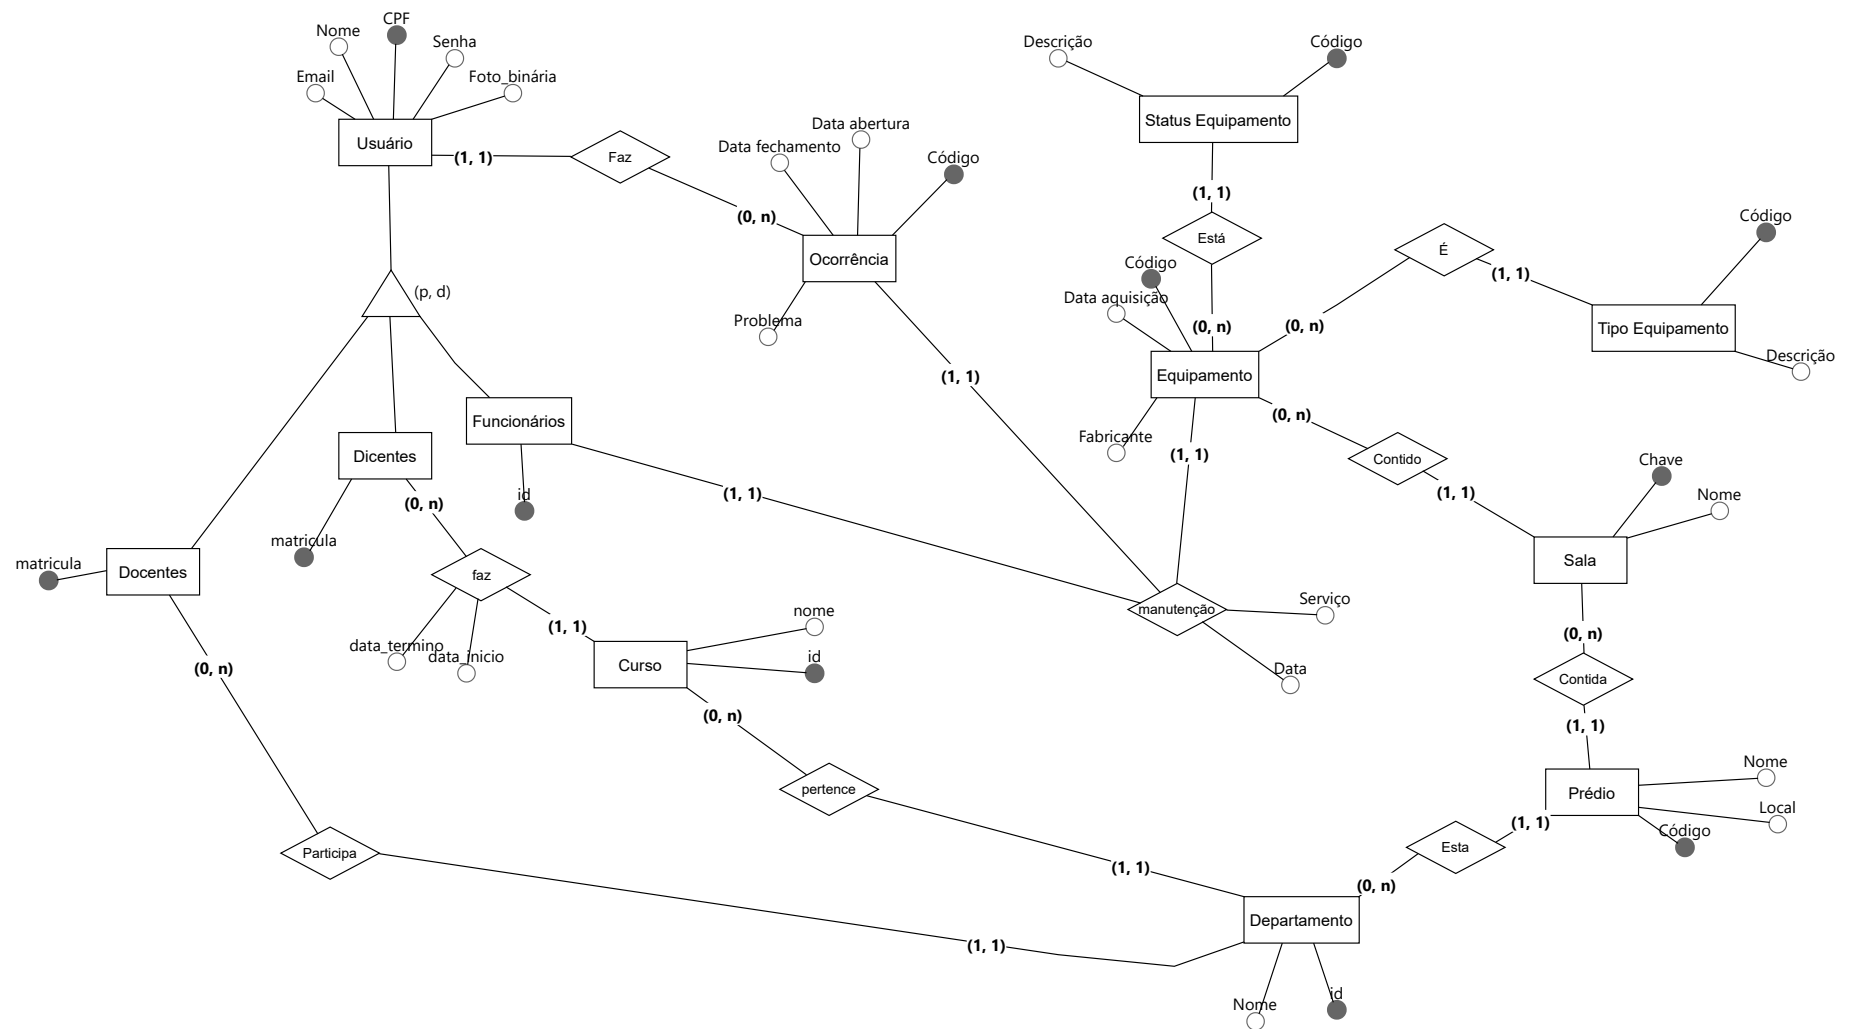 CPF
Nome
Senha
Email
Foto_binária
Usuário
(1, 1)
Faz
(0, n)
Data abertura
Data fechamento
Código
Ocorrência
Problema
(p, d)
Descrição
Código
Status Equipamento
(1, 1)
Está
(0, n)
Código
Data aquisição
Equipamento
Fabricante
(0, n)
É
(1, 1)
Código
Tipo Equipamento
Descrição
(1, 1)
(0, n)
Contido
(1, 1)
(1, 1)
Funcionários
id
(1, 1)
Dicentes
matricula
(0, n)
faz
data_termino
data_inicio
(1, 1)
matricula
Docentes
(0, n)
Curso
nome
id
(0, n)
pertence
(1, 1)
manutenção
Serviço
Data
Chave
Nome
Sala
(0, n)
Contida
(1, 1)
Prédio
Nome
Local
Código
(1, 1)
Esta
(0, n)
Participa
(1, 1)
Departamento
Nome
id